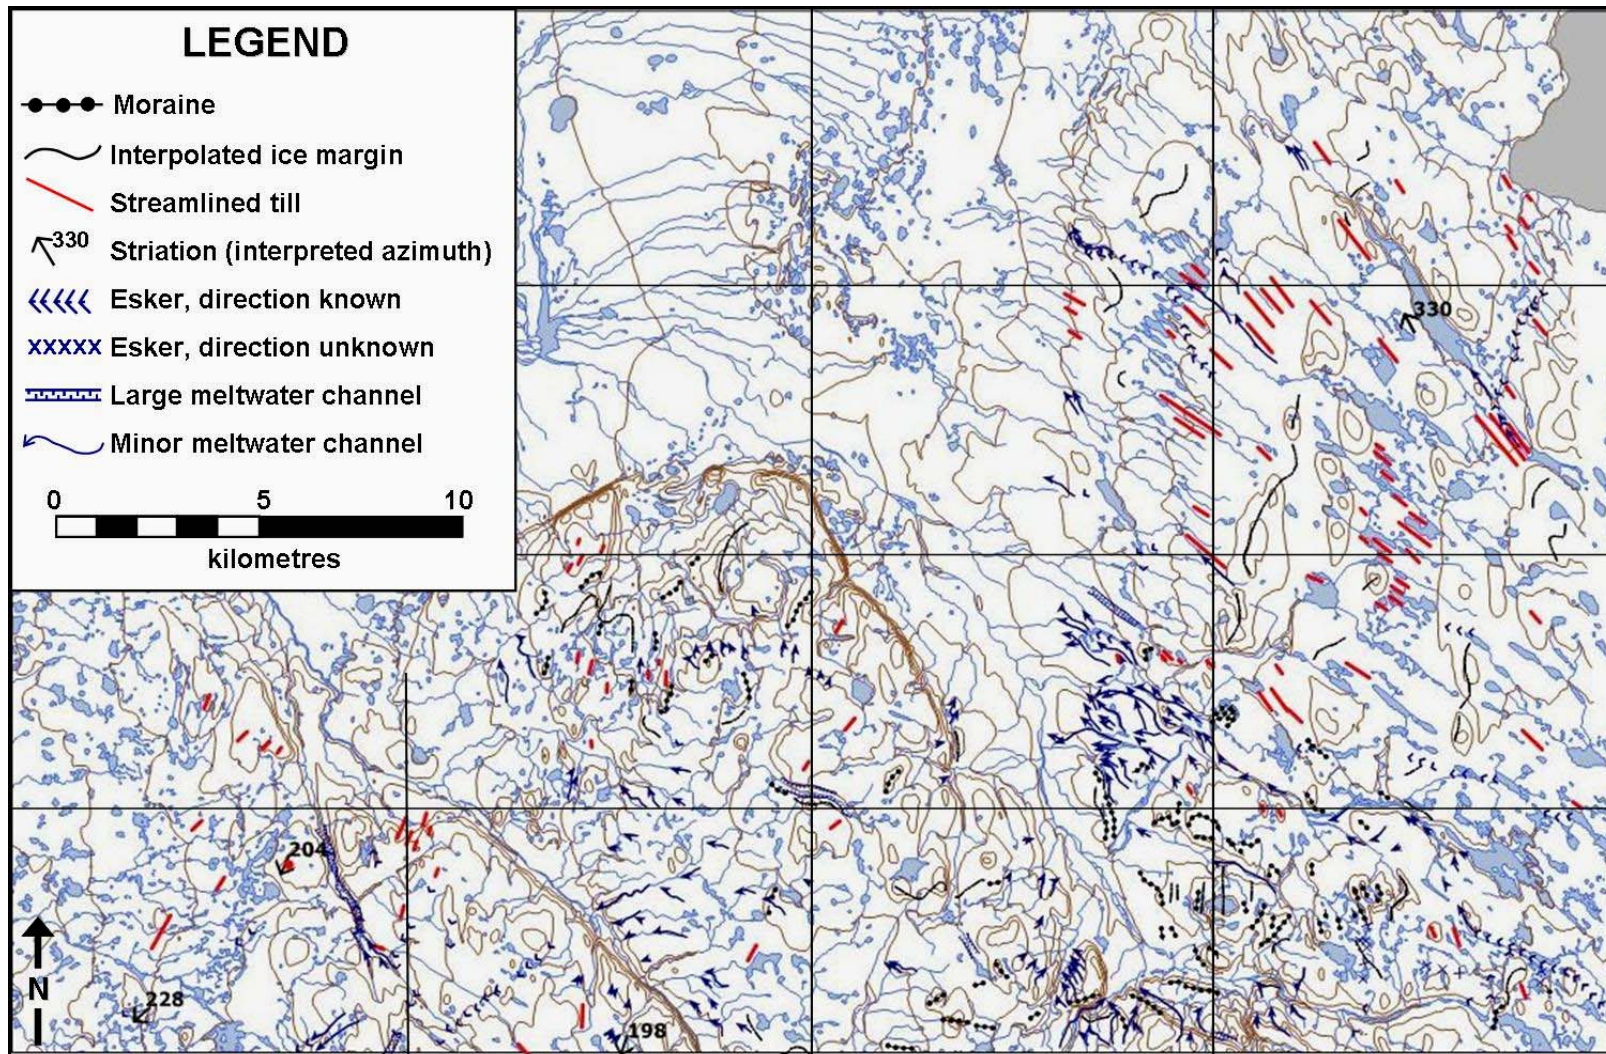 LEGEND
Moraine
Interpolated ice margin
Streamlined till
330 Striation (interpreted azimuth)
Esker, direction known
xxxxx Esker, direction unknown
Large meltwater channel
Minor meltwater channel
0 5 10
kilometres
330
204
N
228
198